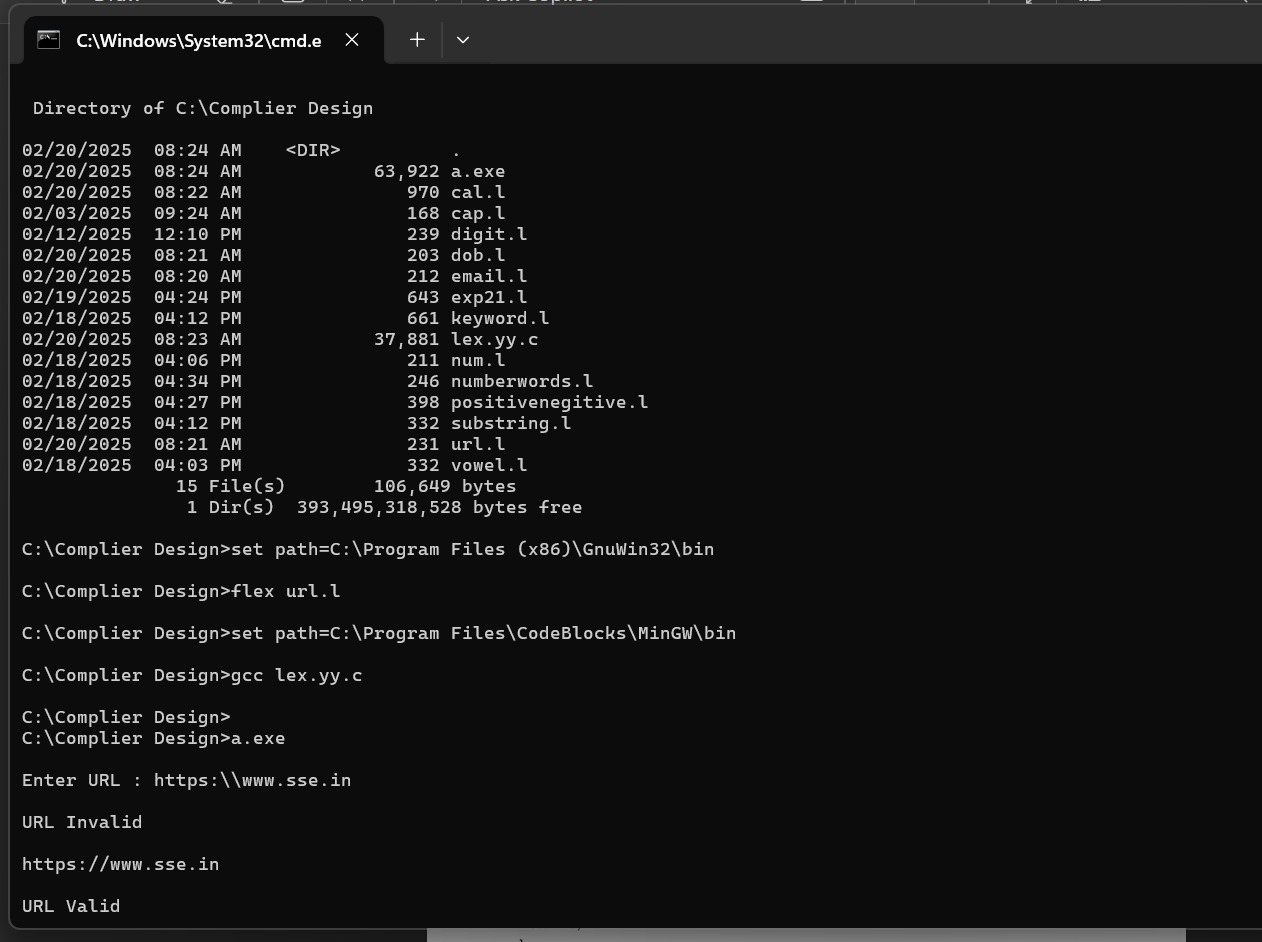 C:\Windows\System32\cmd.e
Directory of C:\Complier Design
02/20/2025  08:24 AM    <DIR>          .
02/20/2025  08:24 AM            63,922 a.exe
02/20/2025  08:22 AM               970 cal.l
02/03/2025  09:24 AM               168 cap.l
02/12/2025  12:10 PM               239 digit.l
02/20/2025  08:21 AM               203 dob.l
02/20/2025  08:20 AM               212 email.l
02/19/2025  04:24 PM               643 exp21.l
02/18/2025  04:12 PM               661 keyword.l
02/20/2025  08:23 AM            37,881 lex.yy.c
02/18/2025  04:06 PM               211 num.l
02/18/2025  04:34 PM               246 numberwords.l
02/18/2025  04:27 PM               398 positivenegitive.l
02/18/2025  04:12 PM               332 substring.l
02/20/2025  08:21 AM               231 url.l
02/18/2025  04:03 PM               332 vowel.l
15 File(s)        106,649 bytes
1 Dir(s)  393,495,318,528 bytes free
C:\Complier Design>set path=C:\Program Files (x86)\GnuWin32\bin
C:\Complier Design>flex url.l
C:\Complier Design>set path=C:\Program Files\CodeBlocks\MinGW\bin
C:\Complier Design>gcc lex.yy.c
C:\Complier Design>
C:\Complier Design>a.exe
Enter URL : https:\\www.sse.in
URL Invalid
https://www.sse.in
URL Valid